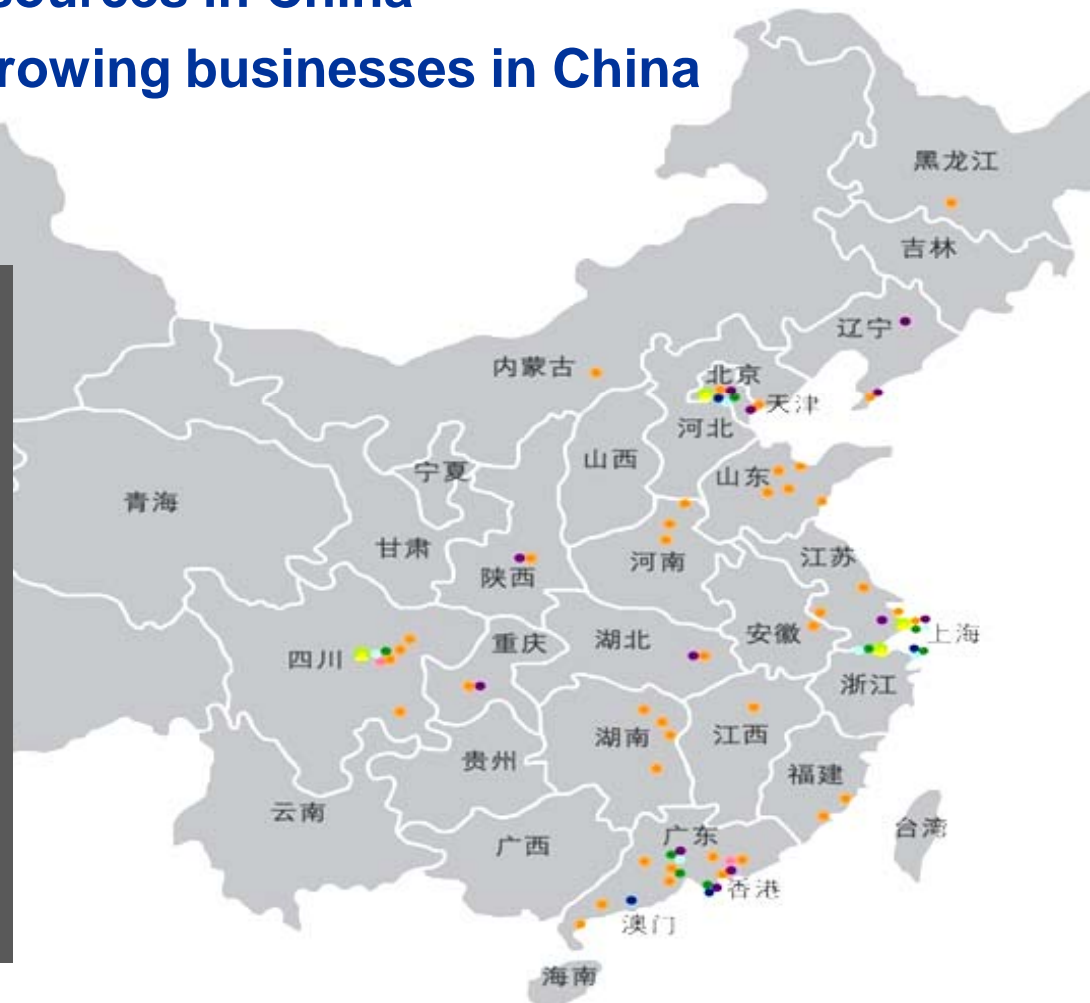 sources in China
rowing businesses in China
黑龙江
吉林
辽宁
内蒙古
北京
天津
河北
山西
宁夏
山东
青海
甘肃
陕西
河南
江苏
安徽
上海
重庆
湖北
四川
浙江
湖南
江西
贵州
福建
云南
台湾
广西
广东
香港
澳门
海南